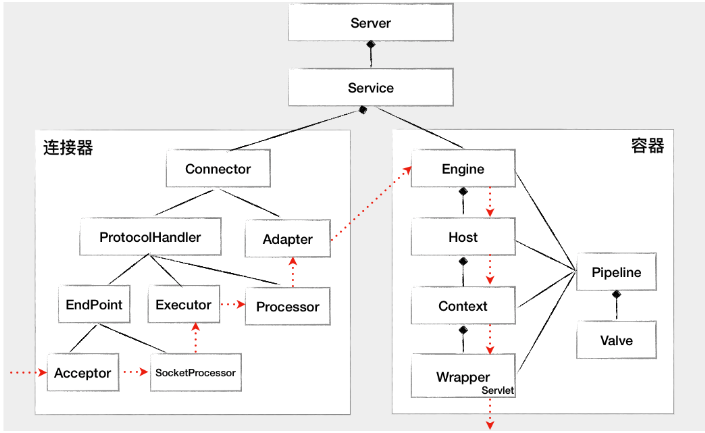 Server
Service
连接器
容器
Connector
Engine
ProtocolHandler
Adapter
Host
Pipeline
EndPoint
Executor
Processor
Context
Valve
Acceptor
SocketProcessor
Wrapper
Servlet